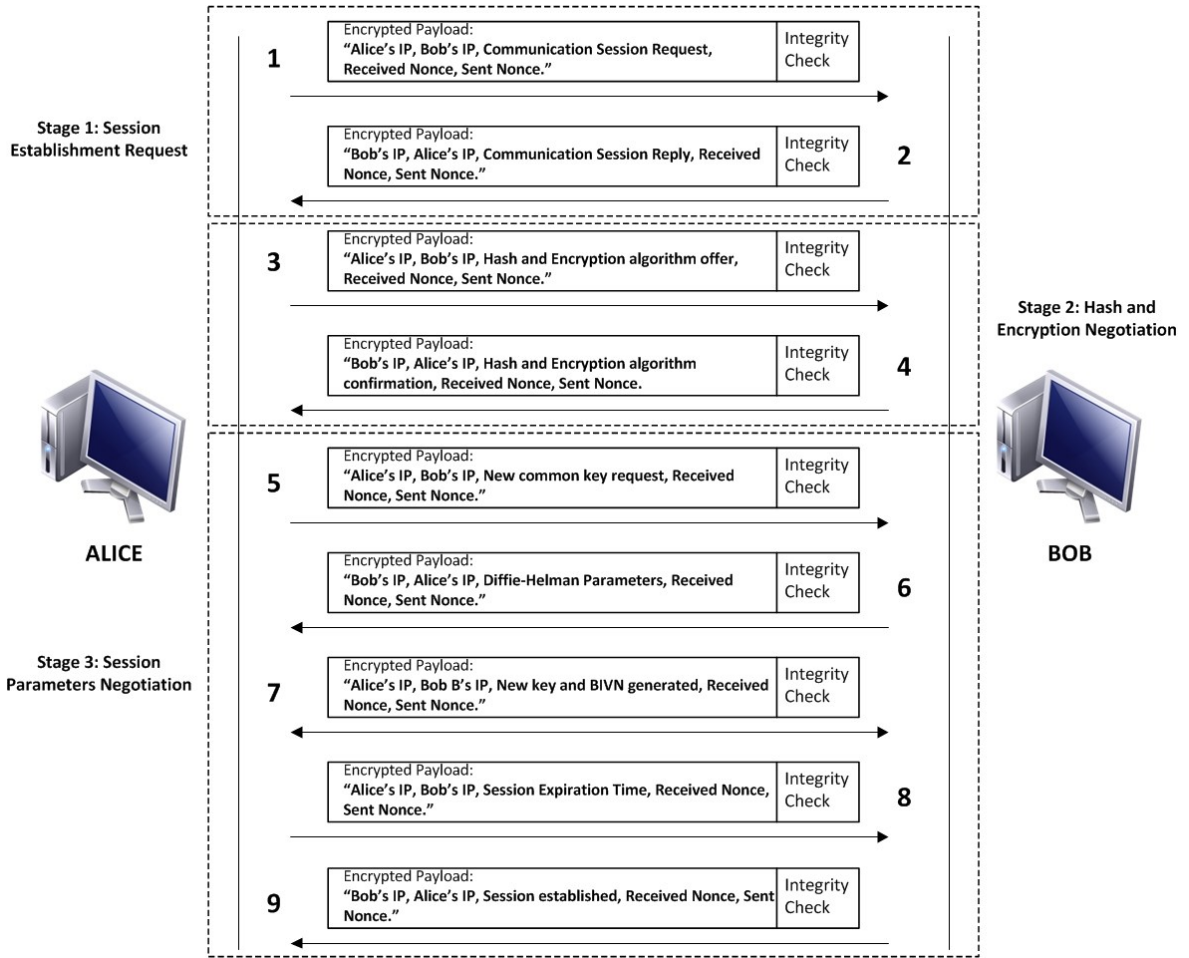 Stage 1: Session
Establishment Request
1
Encrypted Payload:
“Alice’s IP, Bob’s IP, Communication Session Request,
Received Nonce, Sent Nonce.”
Integrity
Check
Encrypted Payload:
“Bob’s IP, Alice’s IP, Communication Session Reply, Received
Nonce, Sent Nonce.”
Integrity
Check
2
3
Encrypted Payload:
“Alice’s IP, Bob’s IP, Hash and Encryption algorithm offer,
Received Nonce, Sent Nonce.”
Integrity
Check
Stage 2: Hash and
Encryption Negotiation
Encrypted Payload:
“Bob’s IP, Alice’s IP, Hash and Encryption algorithm
confirmation, Received Nonce, Sent Nonce.
Integrity
Check
4
ALICE
BOB
Stage 3: Session
Parameters Negotiation
5
Encrypted Payload:
“Alice’s IP, Bob’s IP, New common key request, Received
Nonce, Sent Nonce.”
Integrity
Check
Encrypted Payload:
“Bob’s IP, Alice’s IP, Diffie-Helman Parameters, Received
Nonce, Sent Nonce.”
Integrity
Check
6
7
Encrypted Payload:
“Alice’s IP, Bob B’s IP, New key and BIVN generated, Received
Nonce, Sent Nonce.”
Integrity
Check
Encrypted Payload:
“Alice’s IP, Bob’s IP, Session Expiration Time, Received Nonce,
Sent Nonce.”
Integrity
Check
8
9
Encrypted Payload:
“Bob’s IP, Alice’s IP, Session established, Received Nonce, Sent
Nonce.”
Integrity
Check